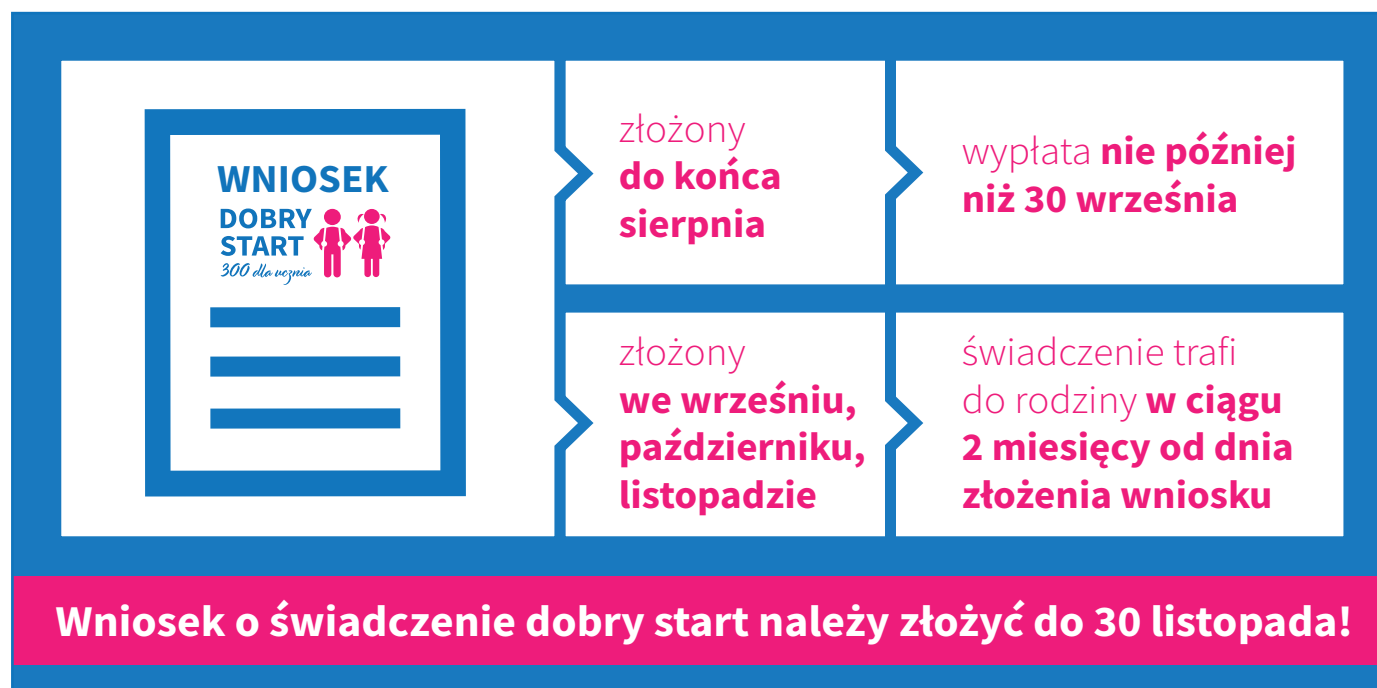 WNIOSEK
DOBRY
START
300 dla ucznia
złożony
do końca
sierpnia
wypłata nie później
niż 30 września
złożony
we wrześniu,
październiku,
listopadzie
świadczenie trafi
do rodziny w ciągu
2 miesięcy od dnia
złożenia wniosku
Wniosek o świadczenie dobry start należy złożyć do 30 listopada!